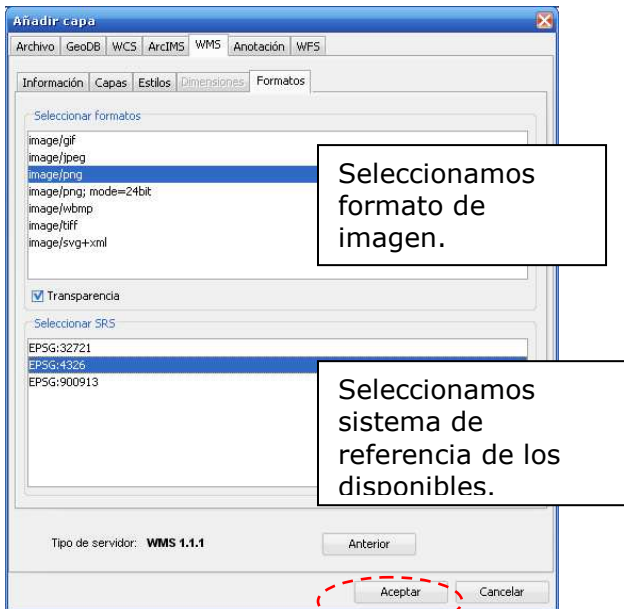 Añadir capa
Archivo GeoDB WCS ArcIMS WMS Anotación WFS
Información Capas Estilos Dimensiones Formatos
Seleccionar formatos
image/gif
image/jpeg
image/png
image/png; mode=24bit
image/wbmp
image/tiff
image/svg+xml
Seleccionamos
formato de
imagen.
Transparencia
Seleccionar SRS
EPSG:32721
EPSG:4326
EPSG:900913
Seleccionamos
sistema de
referencia de los
disponibles.
Tipo de servidor: WMS 1.1.1
Anterior
Aceptar Cancelar